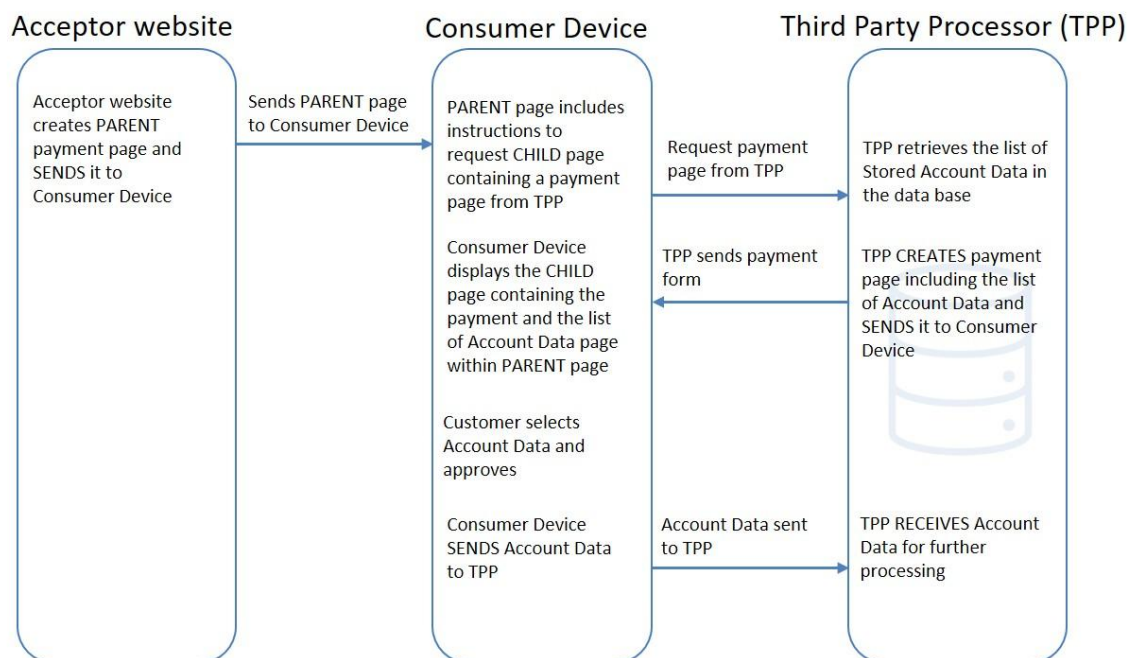 Acceptor website
Consumer Device
Third Party Processor (TPP)
Acceptor website
creates PARENT
payment page and
SENDS it to
Consumer Device
Sends PARENT page
to Consumer Device
PARENT page includes
instructions to
request CHILD page
containing a payment
page from TPP
Request payment
page from TPP
TPP retrieves the list of
Stored Account Data in
the data base
Consumer Device
displays the CHILD
page containing the
payment and the list
of Account Data page
within PARENT page
TPP sends payment
form
TPP CREATES payment
page including the list
of Account Data and
SENDS it to Consumer
Device
Customer selects
Account Data and
approves
Consumer Device
SENDS Account Data
to TPP
Account Data sent
to TPP
TPP RECEIVES Account
Data for further
processing